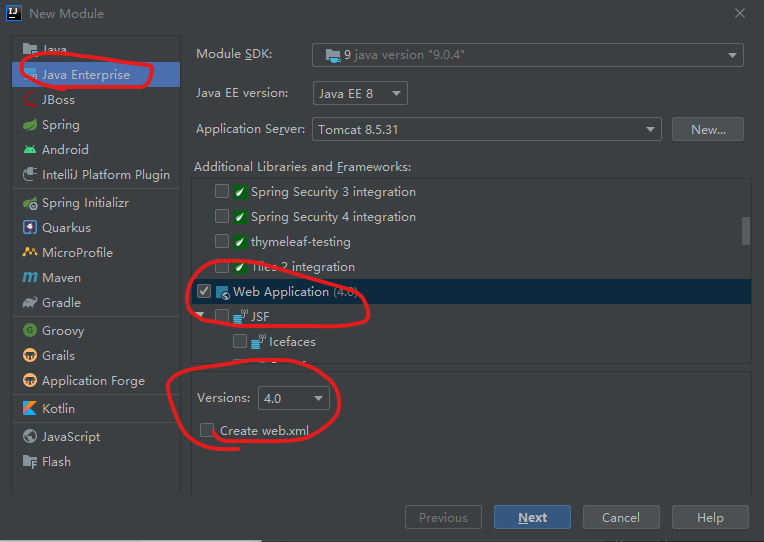 New Module
Java
Java Enterprise
JBoss
Spring
Android
IntelliJ Platform Plugin
Spring Initializr
Quarkus
MicroProfile
Maven
Gradle
Groovy
Grails
Application Forge
Kotlin
JavaScript
Flash
Module SDK:
9 java version "9.0.4"
Java EE version:
Java EE 8
Application Server:
Tomcat 8.5.31
New...
Additional Libraries and Frameworks:
Spring Security 3 integration
Spring Security 4 integration
thymeleaf-testing
Tiles 2 integration
Web Application (4.0)
JSF
Icefaces
Versions:
4.0
Create web.xml
Previous
Next
Cancel
Help